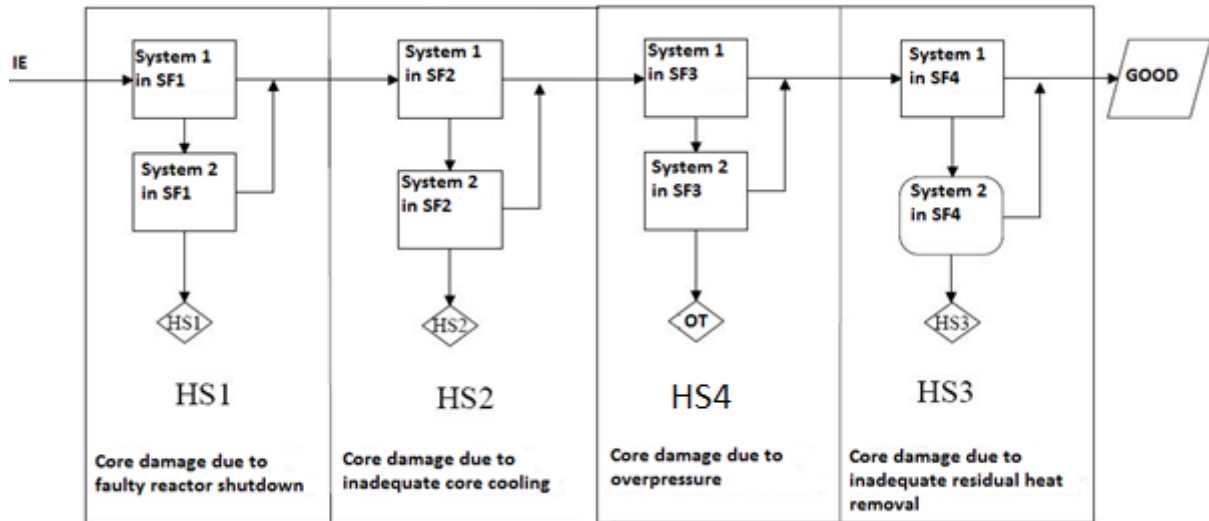 IE
System 1
in SF1
System 2
in SF1
HS1
HS1
Core damage due to
faulty reactor shutdown
System 1
in SF2
System 2
in SF2
HS2
HS2
Core damage due to
inadequate core cooling
System 1
in SF3
System 2
in SF3
OT
HS4
Core damage due to
overpressure
System 1
in SF4
System 2
in SF4
HS3
HS3
Core damage due to
inadequate residual heat
removal
GOOD